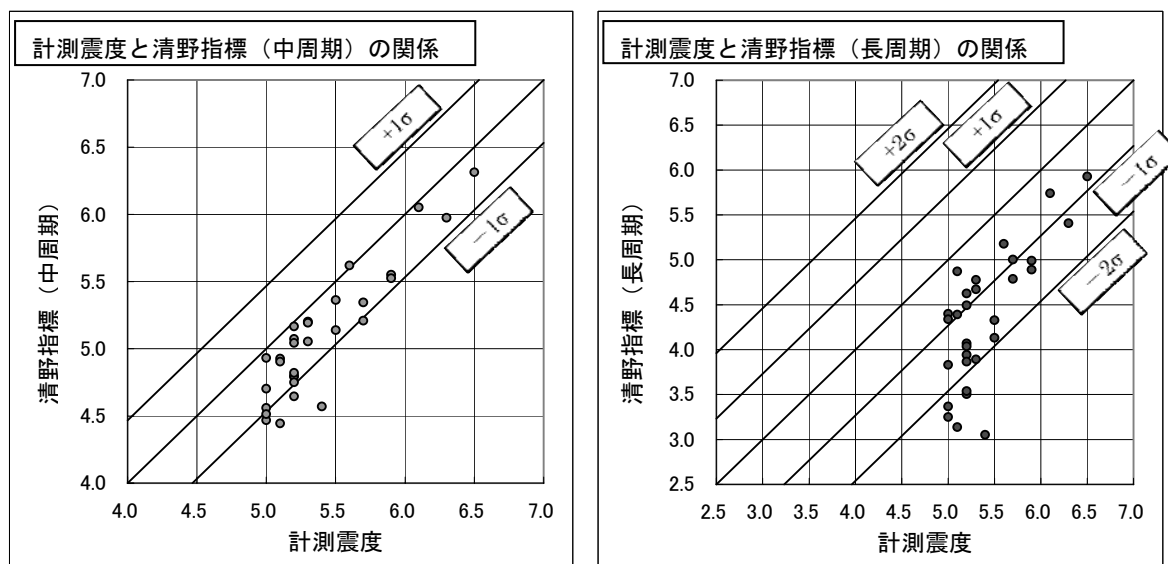 計測震度と清野指標（中周期）の関係
7.0
6.5
6.0
5.5
5.0
4.5
4.0
清野指標（中周期）
+1σ
－1σ
4.0 4.5 5.0 5.5 6.0 6.5 7.0
計測震度
計測震度と清野指標（長周期）の関係
7.0
6.5
6.0
5.5
5.0
4.5
4.0
3.5
3.0
2.5
清野指標（長周期）
+2σ
+1σ
－1σ
－2σ
2.5 3.0 3.5 4.0 4.5 5.0 5.5 6.0 6.5 7.0
計測震度